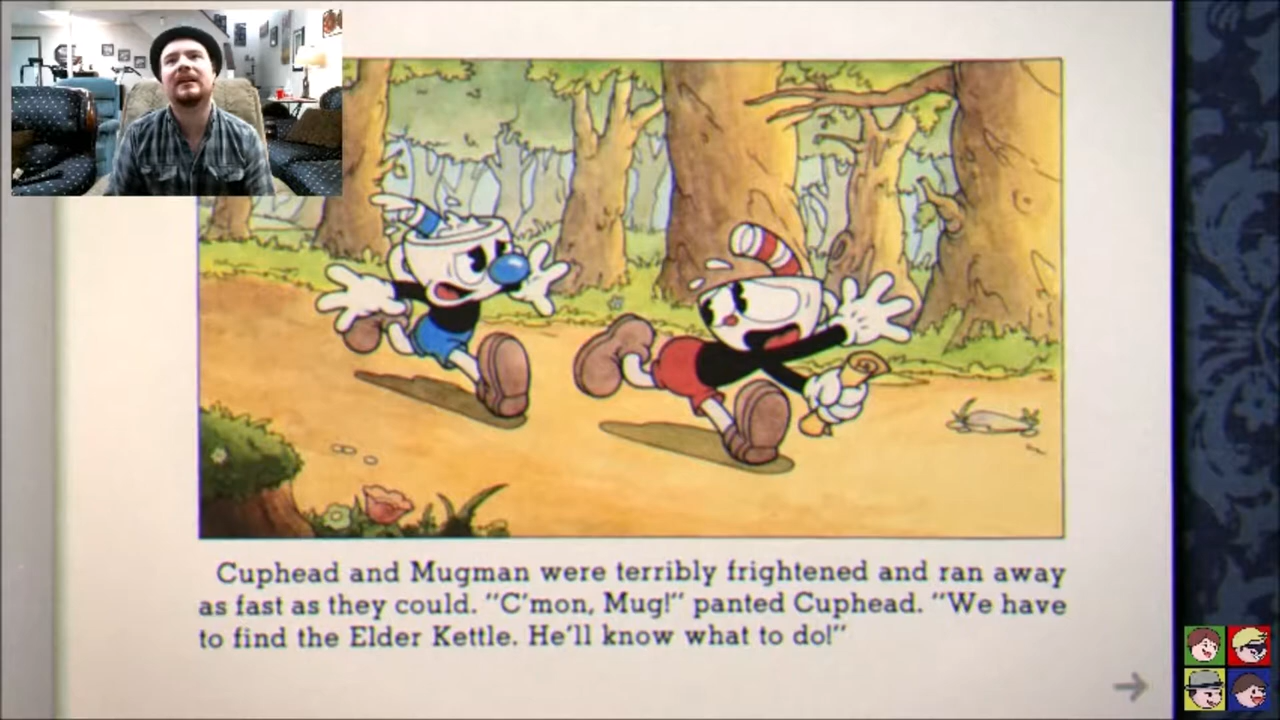 Cuphead and Mugman were terribly frightened and ran away
as fast as they could. "C'mon, Mug!" panted Cuphead. "We have
to find the Elder Kettle. He'll know what to do!"